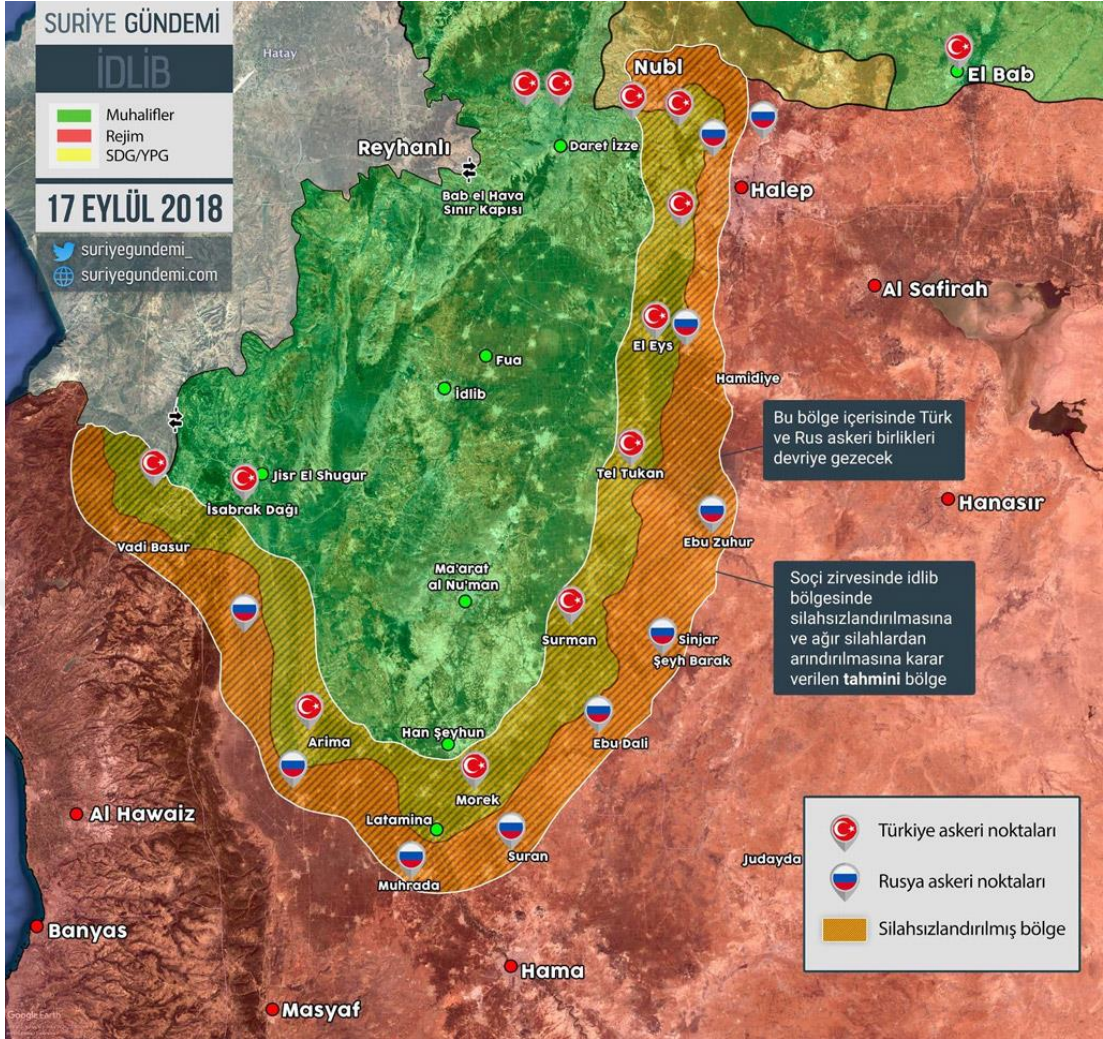 SURİYE GÜNDEMİ
İDLİB
Muhalifler
Rejim
SDG/YPG
17 EYLÜL 2018
suriyegundemi_
suriyegundemi.com
Hatay
Nubl
El Bab
Reyhanlı
Daret İzze
Bab el Hava
Sınır Kapısı
Halep
Al Safirah
El Eys
Fua
İdlib
Hamidiye
Bu bölge içerisinde Türk
ve Rus askeri birlikleri
devriye gezecek
Jisr El Shugur
Tel Tukan
İsabrak Dağı
Hanasır
Vadi Basur
Ebu Zuhur
Ma'arat
al Nu'man
Soçi zirvesinde idlib
bölgesinde
silahsızlandırılmasına
ve ağır silahlardan
arındırılmasına karar
verilen tahmini bölge
Surman
Sinjar
Şeyh Barak
Arima
Han Şeyhun
Ebu Dali
Morek
Al Hawaiz
Latamina
Suran
Muhrada
Judayda
Türkiye askeri noktaları
Rusya askeri noktaları
Silahsızlandırılmış bölge
Banyas
Hama
Masyaf
Google Earth